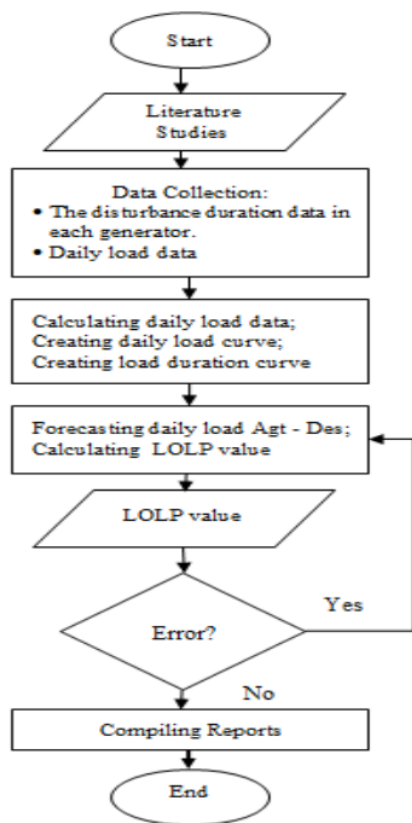 Start
Literature
Studies
Data Collection:
• The disturbance duration data in
each generator.
• Daily load data
Calculating daily load data;
Creating daily load curve;
Creating load duration curve
Forecasting daily load Agt - Des;
Calculating LOLP value
LOLP value
Error?
Yes
No
Compiling Reports
End